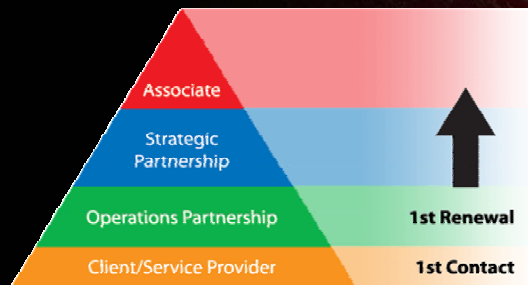 Associate
Strategic
Partnership
Operations Partnership
1st Renewal
Client/Service Provider
1st Contact